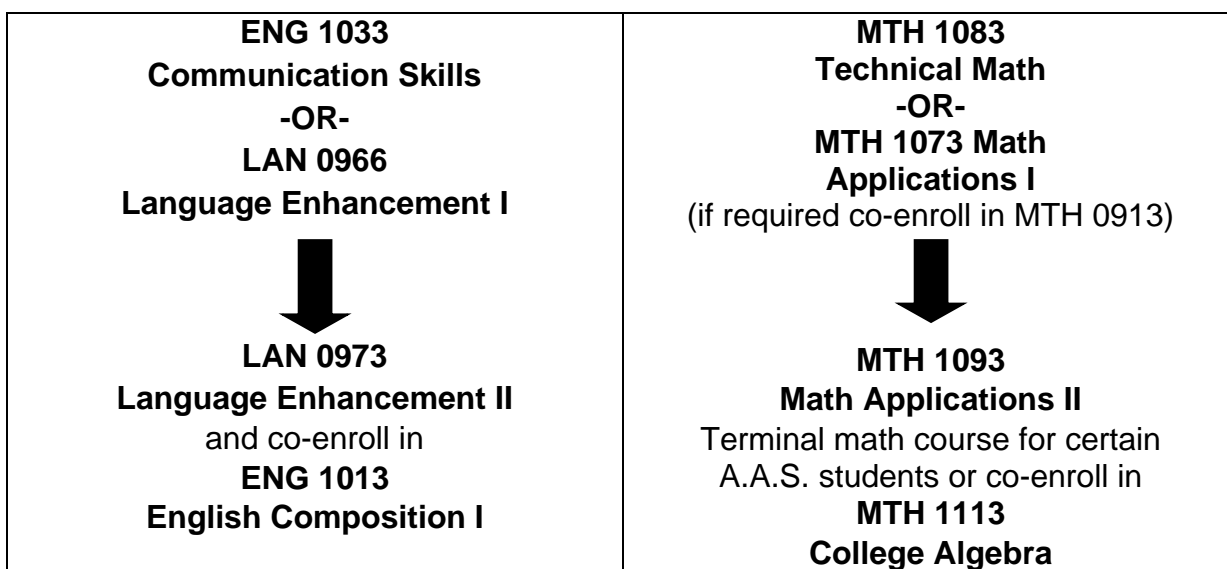 ENG 1033
Communication Skills
-OR-
LAN 0966
Language Enhancement I
LAN 0973
Language Enhancement II
and co-enroll in
ENG 1013
English Composition I
MTH 1083
Technical Math
-OR-
MTH 1073 Math
Applications I
(if required co-enroll in MTH 0913)
MTH 1093
Math Applications II
Terminal math course for certain
A.A.S. students or co-enroll in
MTH 1113
College Algebra